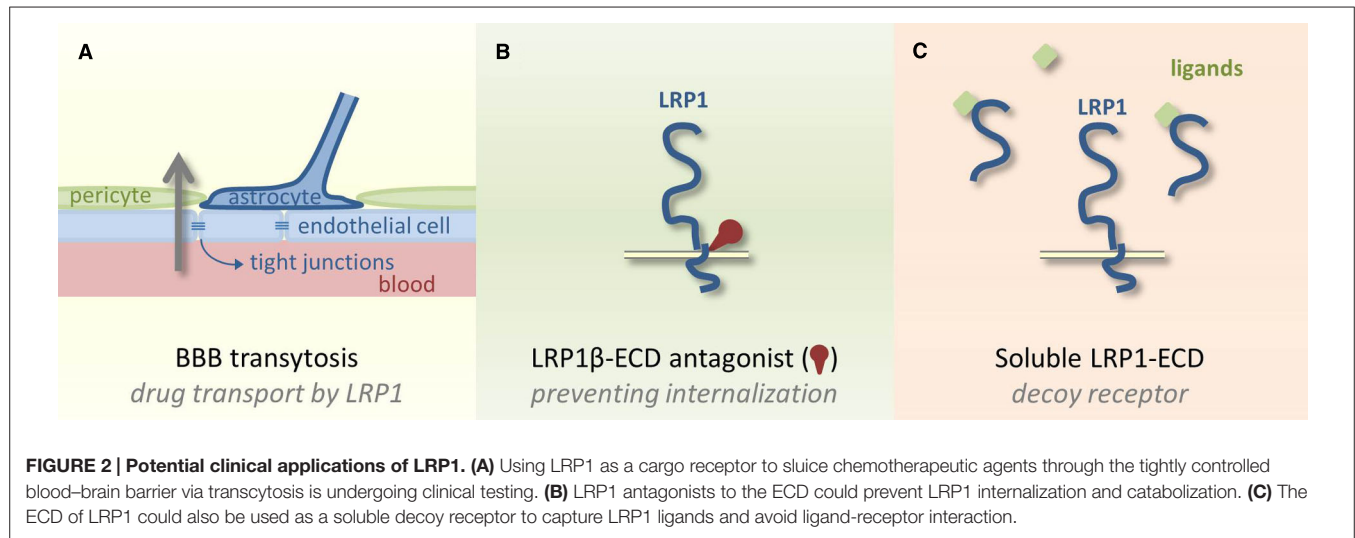 A
pericyte
astrocyte
endothelial cell
tight junctions
blood
BBB transytosis
drug transport by LRP1
B
LRP1
LRP1β-ECD antagonist ( )
preventing internalization
C
ligands
LRP1
Soluble LRP1-ECD
decoy receptor
FIGURE 2 | Potential clinical applications of LRP1. (A) Using LRP1 as a cargo receptor to sluice chemotherapeutic agents through the tightly controlled
blood–brain barrier via transcytosis is undergoing clinical testing. (B) LRP1 antagonists to the ECD could prevent LRP1 internalization and catabolization. (C) The
ECD of LRP1 could also be used as a soluble decoy receptor to capture LRP1 ligands and avoid ligand-receptor interaction.